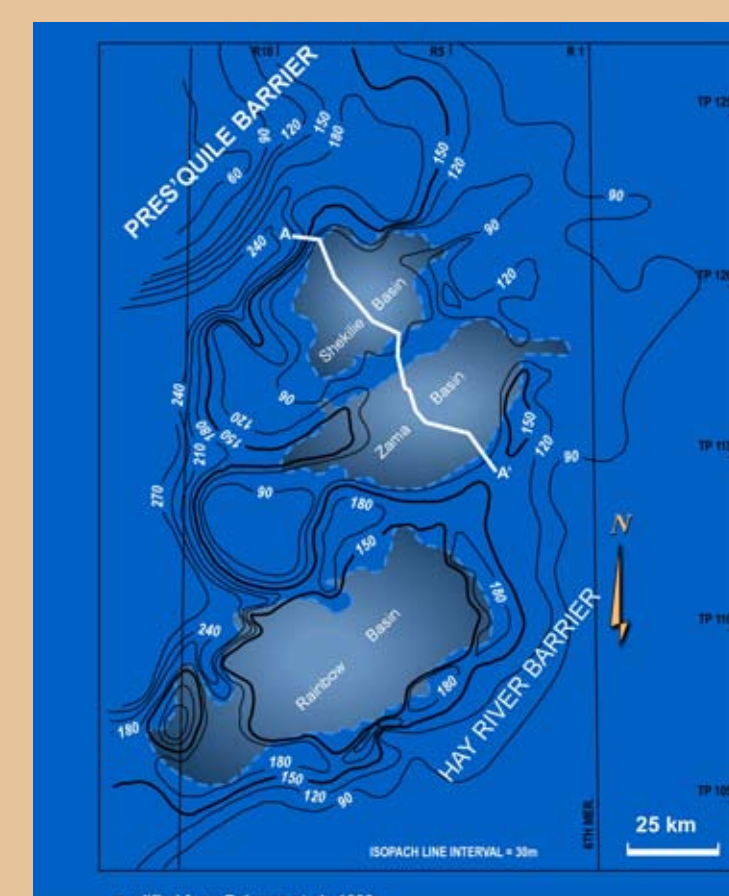 R10
R5
R 1
TP 125
PRES'QUILE BARRIER
90
120
150
180
60
150
120
90
90
A
240
120
TP 120
Shekilie Basin
240
90
Zama Basin
120
180
150
210
150
120
90
TP 115
A'
270
90
180
150
N
180
240
Rainbow Basin
TP 110
HAY RIVER BARRIER
180
180
180
150
120
90
TP 105
6TH MER.
25 km
ISOPACH LINE INTERVAL = 30m